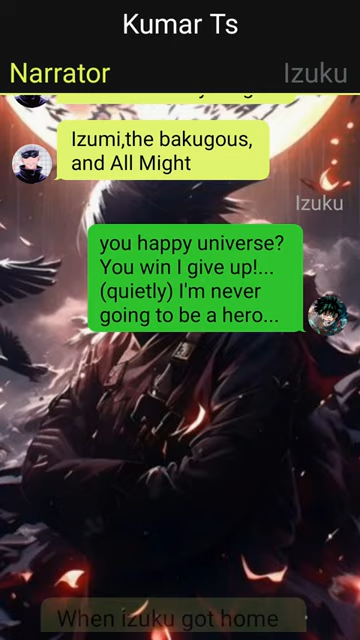 Kumar Ts
Narrator
Izuku
Izumi,the bakugous,
and All Might
Izuku
you happy universe?
You win I give up!...
(quietly) I'm never
going to be a hero...
When izuku got home